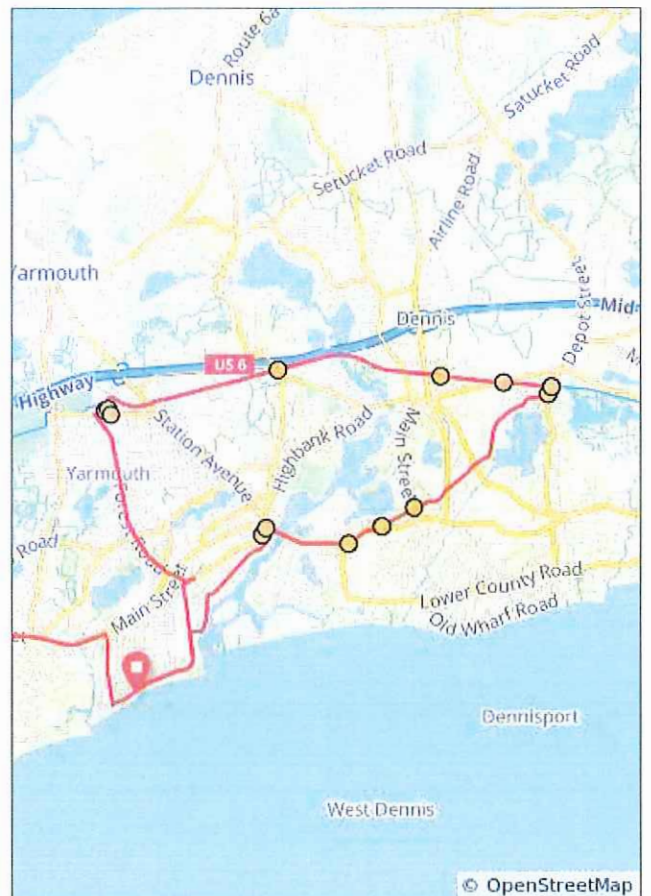 Route 6a
Dennis
Satucket Road
Setucket Road
Airline Road
Yarmouth
Depot Street
Dennis
Mid-
US 6
Highway
Station Avenue
Highbank Road
Main Street
Yarmouth
Road
Main Street
Lower County Road
Old Wharf Road
Dennisport
West Dennis
© OpenStreetMap